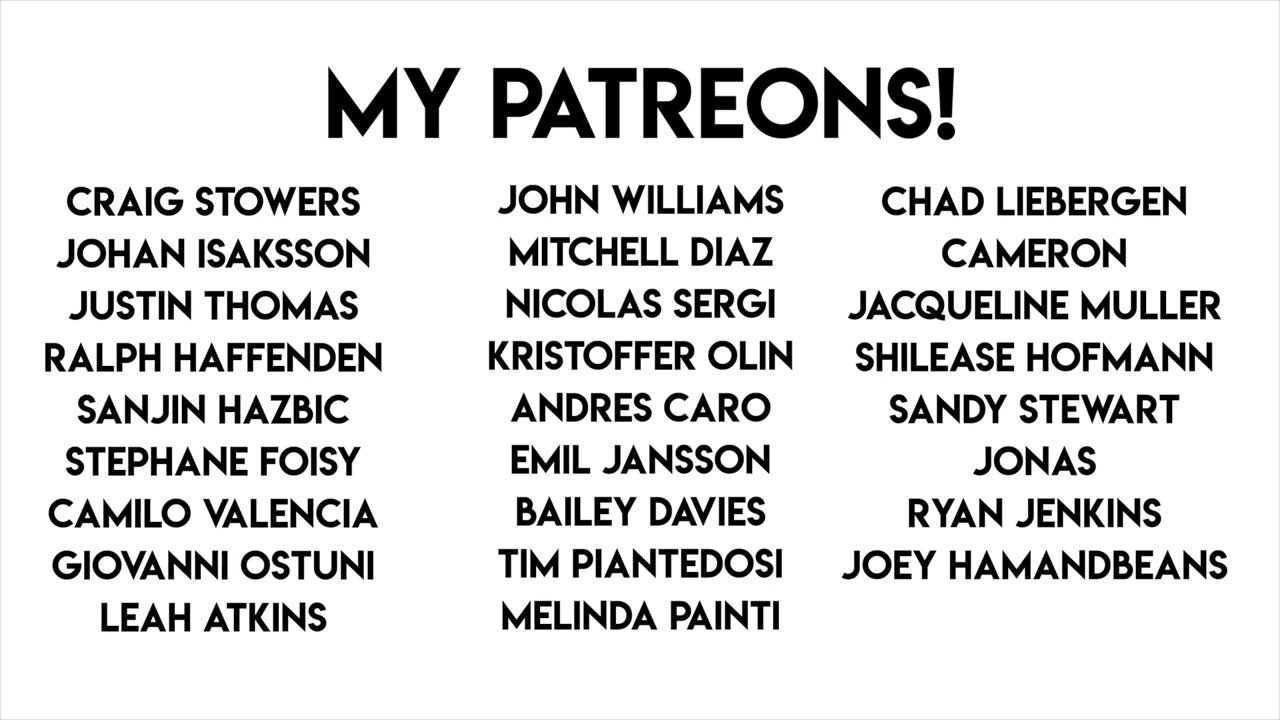 MY PATREONS!
CRAIG STOWERS
JOHAN ISAKSSON
JUSTIN THOMAS
RALPH HAFFENDEN
SANJIN HAZBIC
STEPHANE FOISY
CAMILO VALENCIA
GIOVANNI OSTUNI
LEAH ATKINS
JOHN WILLIAMS
MITCHELL DIAZ
NICOLAS SERGI
KRISTOFFER OLIN
ANDRES CARO
EMIL JANSSON
BAILEY DAVIES
TIM PIANTEDOSI
MELINDA PAINTI
CHAD LIEBERGEN
CAMERON
JACQUELINE MULLER
SHILEASE HOFMANN
SANDY STEWART
JONAS
RYAN JENKINS
JOEY HAMANDBEANS